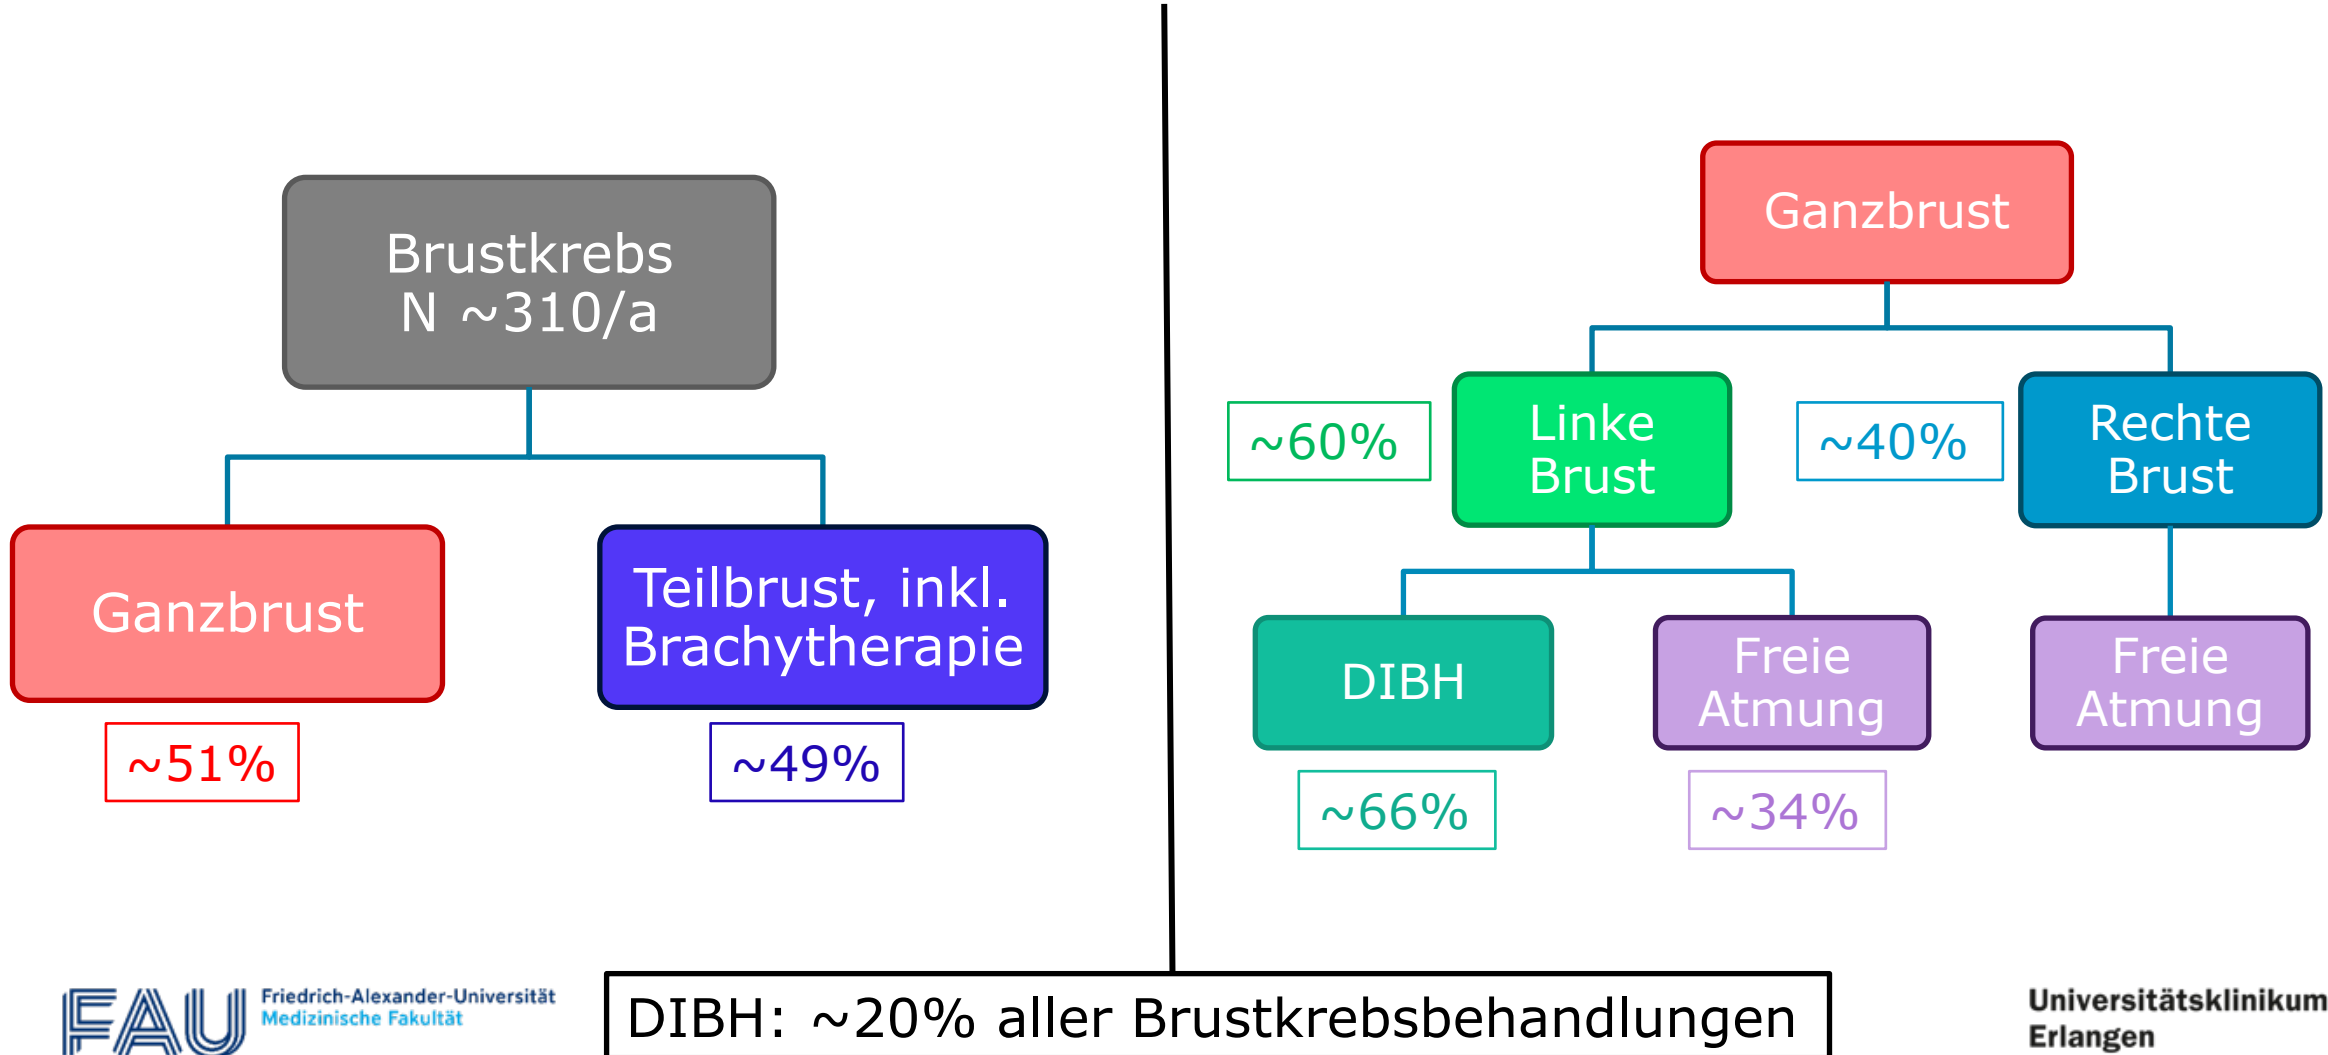 Brustkrebs
N ~310/a
Ganzbrust
~51%
Teilbrust, inkl.
Brachytherapie
~49%
Ganzbrust
~60%
Linke
Brust
~40%
Rechte
Brust
DIBH
~66%
Freie
Atmung
~34%
Freie
Atmung
FAU
Friedrich-Alexander-Universität
Medizinische Fakultät
DIBH: ~20% aller Brustkrebsbehandlungen
Universitätsklinikum
Erlangen